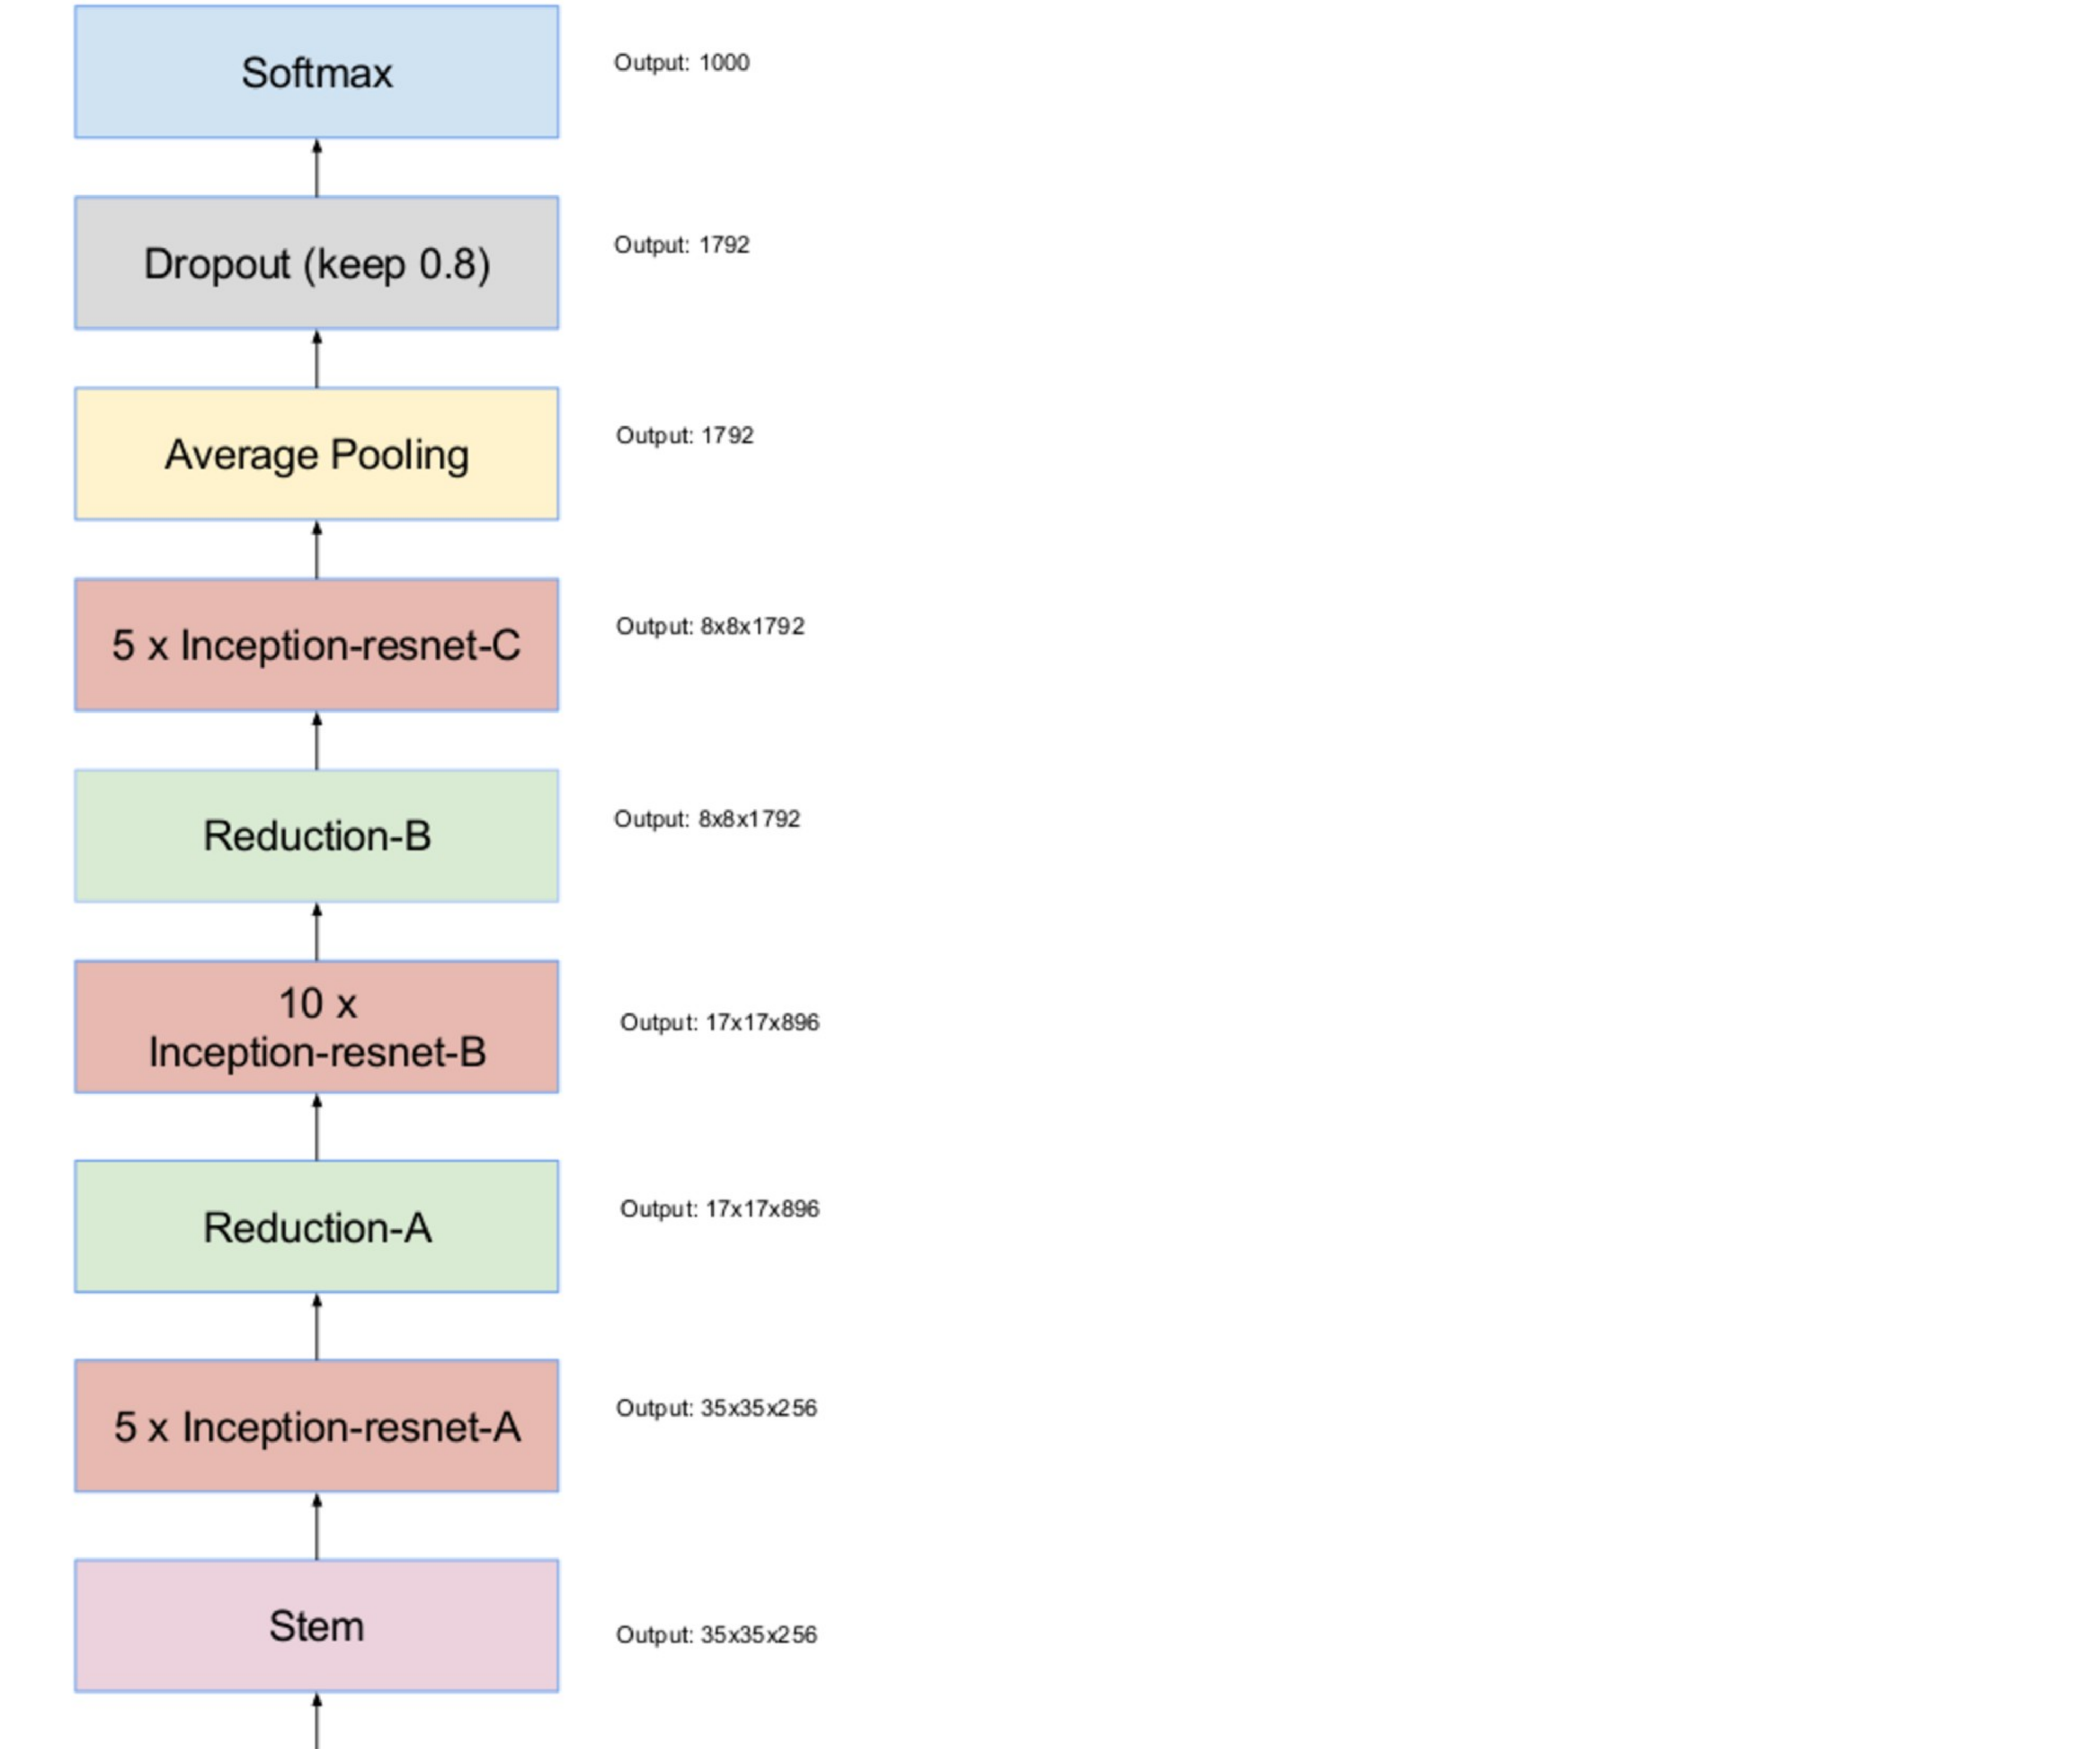 Softmax
Output: 1000
Dropout (keep 0.8)
Output: 1792
Average Pooling
Output: 1792
5 x Inception-resnet-C
Output: 8x8x1792
Reduction-B
Output: 8x8x1792
10 x
Inception-resnet-B
Output: 17x17x896
Reduction-A
Output: 17x17x896
5 x Inception-resnet-A
Output: 35x35x256
Stem
Output: 35x35x256